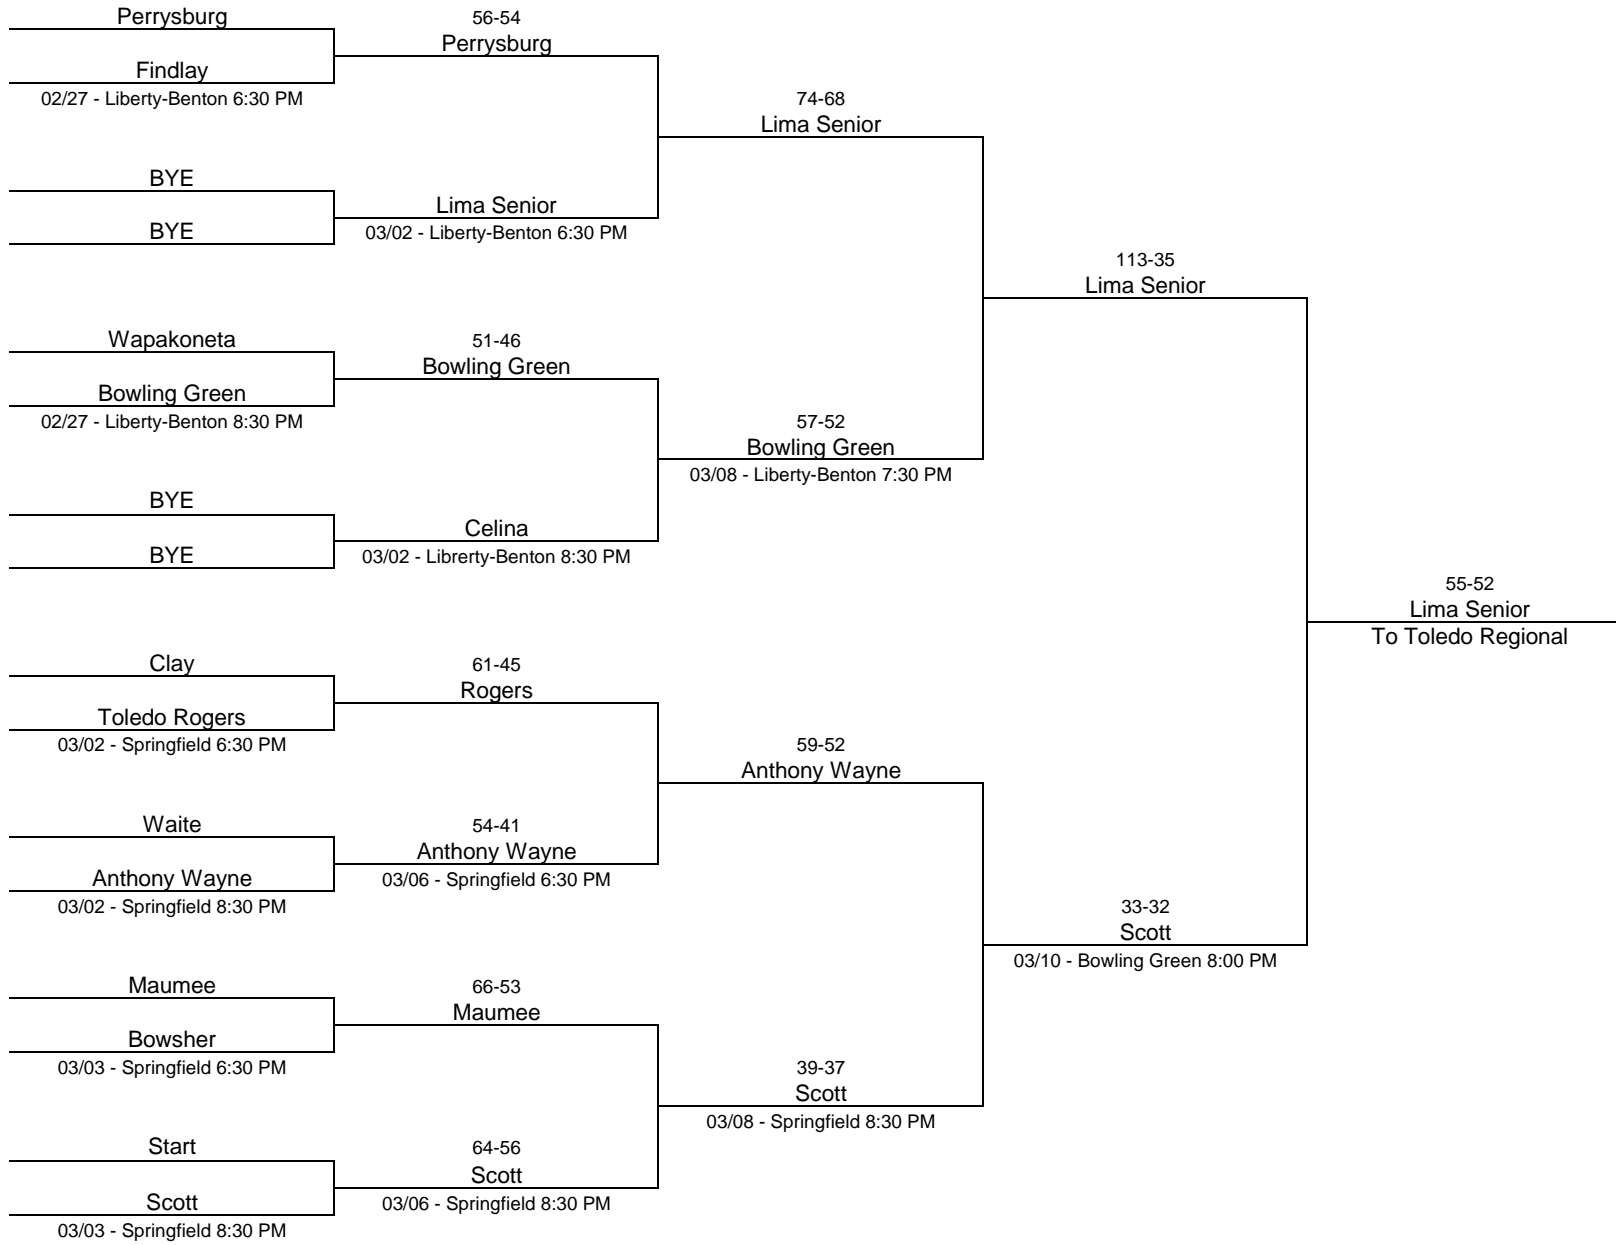 Perrysburg
Findlay
02/27 - Liberty-Benton 6:30 PM
BYE
BYE
Wapakoneta
Bowling Green
02/27 - Liberty-Benton 8:30 PM
BYE
BYE
Clay
Toledo Rogers
03/02 - Springfield 6:30 PM
Waite
Anthony Wayne
03/02 - Springfield 8:30 PM
Maumee
Bowsher
03/03 - Springfield 6:30 PM
Start
Scott
03/03 - Springfield 8:30 PM
56-54
Perrysburg
Lima Senior
03/02 - Liberty-Benton 6:30 PM
51-46
Bowling Green
Celina
03/02 - Librerty-Benton 8:30 PM
61-45
Rogers
54-41
Anthony Wayne
03/06 - Springfield 6:30 PM
66-53
Maumee
64-56
Scott
03/06 - Springfield 8:30 PM
74-68
Lima Senior
57-52
Bowling Green
03/08 - Liberty-Benton 7:30 PM
59-52
Anthony Wayne
39-37
Scott
03/08 - Springfield 8:30 PM
113-35
Lima Senior
33-32
Scott
03/10 - Bowling Green 8:00 PM
55-52
Lima Senior
To Toledo Regional